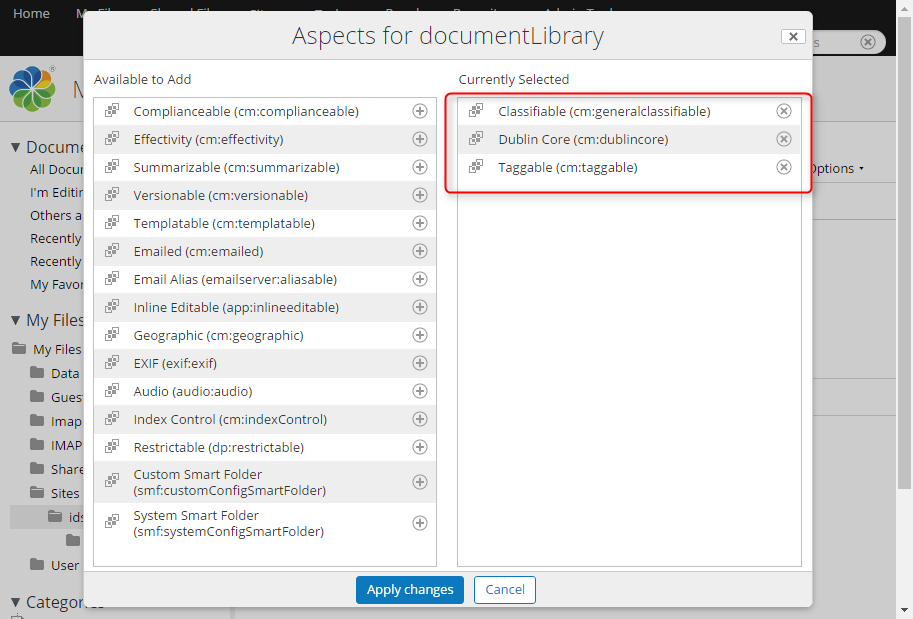 Home
Aspects for documentLibrary
Available to Add
Currently Selected
Complianceable (cm:complianceable)
Effectivity (cm:effectivity)
Summarizable (cm:summarizable)
Versionable (cm:versionable)
Templatable (cm:templatable)
Emailed (cm:emailed)
Email Alias (emailserver:aliasable)
Inline Editable (app:inlineeditable)
Geographic (cm:geographic)
EXIF (exif:exif)
Audio (audio:audio)
Index Control (cm:indexControl)
Restrictable (dp:restrictable)
Custom Smart Folder
(smf:customConfigSmartFolder)
System Smart Folder
(smf:systemConfigSmartFolder)
Classifiable (cm:generalclassifiable)
Dublin Core (cm:dublincore)
Taggable (cm:taggable)
Apply changes
Cancel
Docume
All Docu
I'm Editin
Others a
Recently
Recently
My Favor
My Files
My Files
Data
Gues
Imap
IMAP
Share
Sites
ids
User
Categories
Options